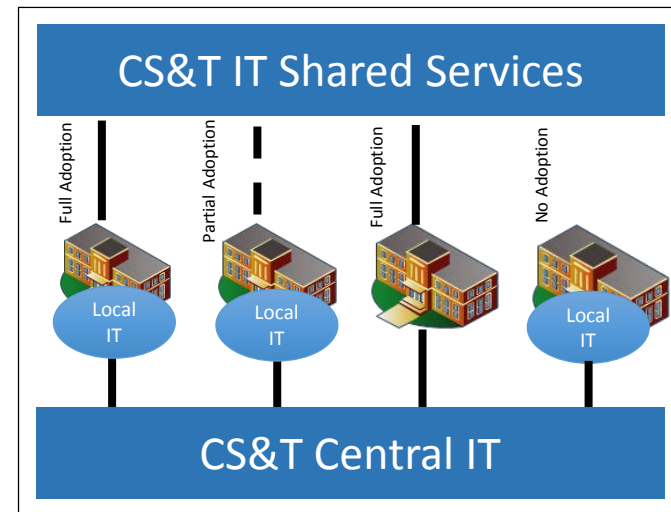 CS&T IT Shared Services
Full Adoption
Partial Adoption
Full Adoption
No Adoption
Local
IT
Local
IT
Local
IT
CS&T Central IT